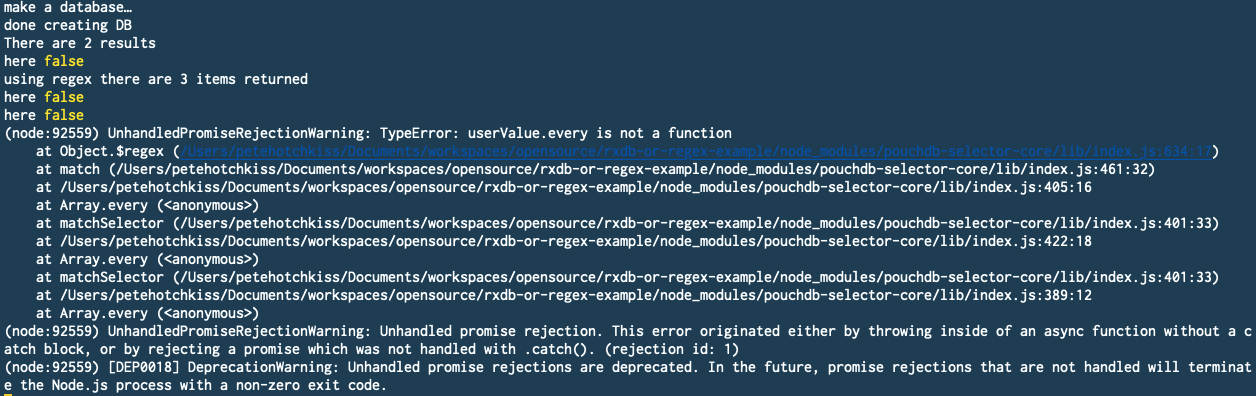 make a database…
done creating DB
There are 2 results
here false
using regex there are 3 items returned
here false
here false
(node:92559) UnhandledPromiseRejectionWarning: TypeError: userValue.every is not a function
    at Object.$regex (/Users/petehotchkiss/Documents/workspaces/opensource/rxdb-or-regex-example/node_modules/pouchdb-selector-core/lib/index.js:634:17)
    at match (/Users/petehotchkiss/Documents/workspaces/opensource/rxdb-or-regex-example/node_modules/pouchdb-selector-core/lib/index.js:461:32)
    at /Users/petehotchkiss/Documents/workspaces/opensource/rxdb-or-regex-example/node_modules/pouchdb-selector-core/lib/index.js:405:16
    at Array.every (<anonymous>)
    at matchSelector (/Users/petehotchkiss/Documents/workspaces/opensource/rxdb-or-regex-example/node_modules/pouchdb-selector-core/lib/index.js:401:33)
    at /Users/petehotchkiss/Documents/workspaces/opensource/rxdb-or-regex-example/node_modules/pouchdb-selector-core/lib/index.js:422:18
    at Array.every (<anonymous>)
    at matchSelector (/Users/petehotchkiss/Documents/workspaces/opensource/rxdb-or-regex-example/node_modules/pouchdb-selector-core/lib/index.js:401:33)
    at /Users/petehotchkiss/Documents/workspaces/opensource/rxdb-or-regex-example/node_modules/pouchdb-selector-core/lib/index.js:389:12
    at Array.every (<anonymous>)
(node:92559) UnhandledPromiseRejectionWarning: Unhandled promise rejection. This error originated either by throwing inside of an async function without a c
atch block, or by rejecting a promise which was not handled with .catch(). (rejection id: 1)
(node:92559) [DEP0018] DeprecationWarning: Unhandled promise rejections are deprecated. In the future, promise rejections that are not handled will terminat
e the Node.js process with a non-zero exit code.